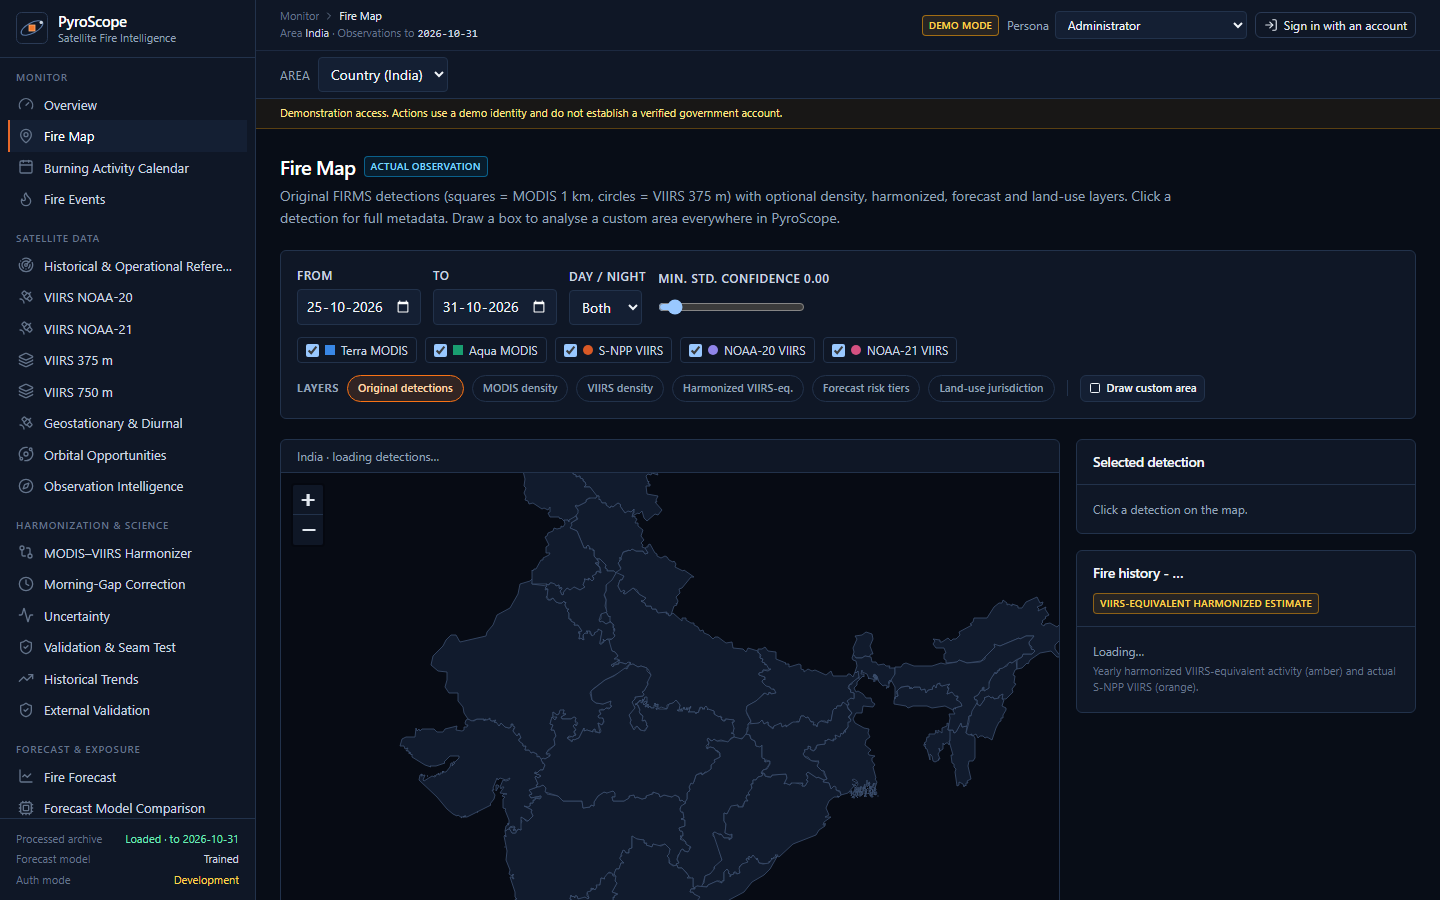 PyroScope
Satellite Fire Intelligence
MONITOR
Overview
Fire Map
Burning Activity Calendar
Fire Events
SATELLITE DATA
Historical & Operational Refere...
VIIRS NOAA-20
VIIRS NOAA-21
VIIRS 375 m
VIIRS 750 m
Geostationary & Diurnal
Orbital Opportunities
Observation Intelligence
HARMONIZATION & SCIENCE
MODIS–VIIRS Harmonizer
Morning-Gap Correction
Uncertainty
Validation & Seam Test
Historical Trends
External Validation
FORECAST & EXPOSURE
Fire Forecast
Forecast Model Comparison
Processed archive Loaded · to 2026-10-31
Forecast model Trained
Auth mode Development
Monitor > Fire Map
Area India · Observations to 2026-10-31
DEMO MODE Persona Administrator Sign in with an account
AREA Country (India)
Demonstration access. Actions use a demo identity and do not establish a verified government account.
Fire Map ACTUAL OBSERVATION
Original FIRMS detections (squares = MODIS 1 km, circles = VIIRS 375 m) with optional density, harmonized, forecast and land-use layers. Click a
detection for full metadata. Draw a box to analyse a custom area everywhere in PyroScope.
FROM TO DAY / NIGHT MIN. STD. CONFIDENCE 0.00
25-10-2026 31-10-2026 Both
Terra MODIS Aqua MODIS S-NPP VIIRS NOAA-20 VIIRS NOAA-21 VIIRS
LAYERS Original detections MODIS density VIIRS density Harmonized VIIRS-eq. Forecast risk tiers Land-use jurisdiction Draw custom area
India · loading detections...
+
−
Selected detection
Click a detection on the map.
Fire history - ...
VIIRS-EQUIVALENT HARMONIZED ESTIMATE
Loading...
Yearly harmonized VIIRS-equivalent activity (amber) and actual
S-NPP VIIRS (orange).